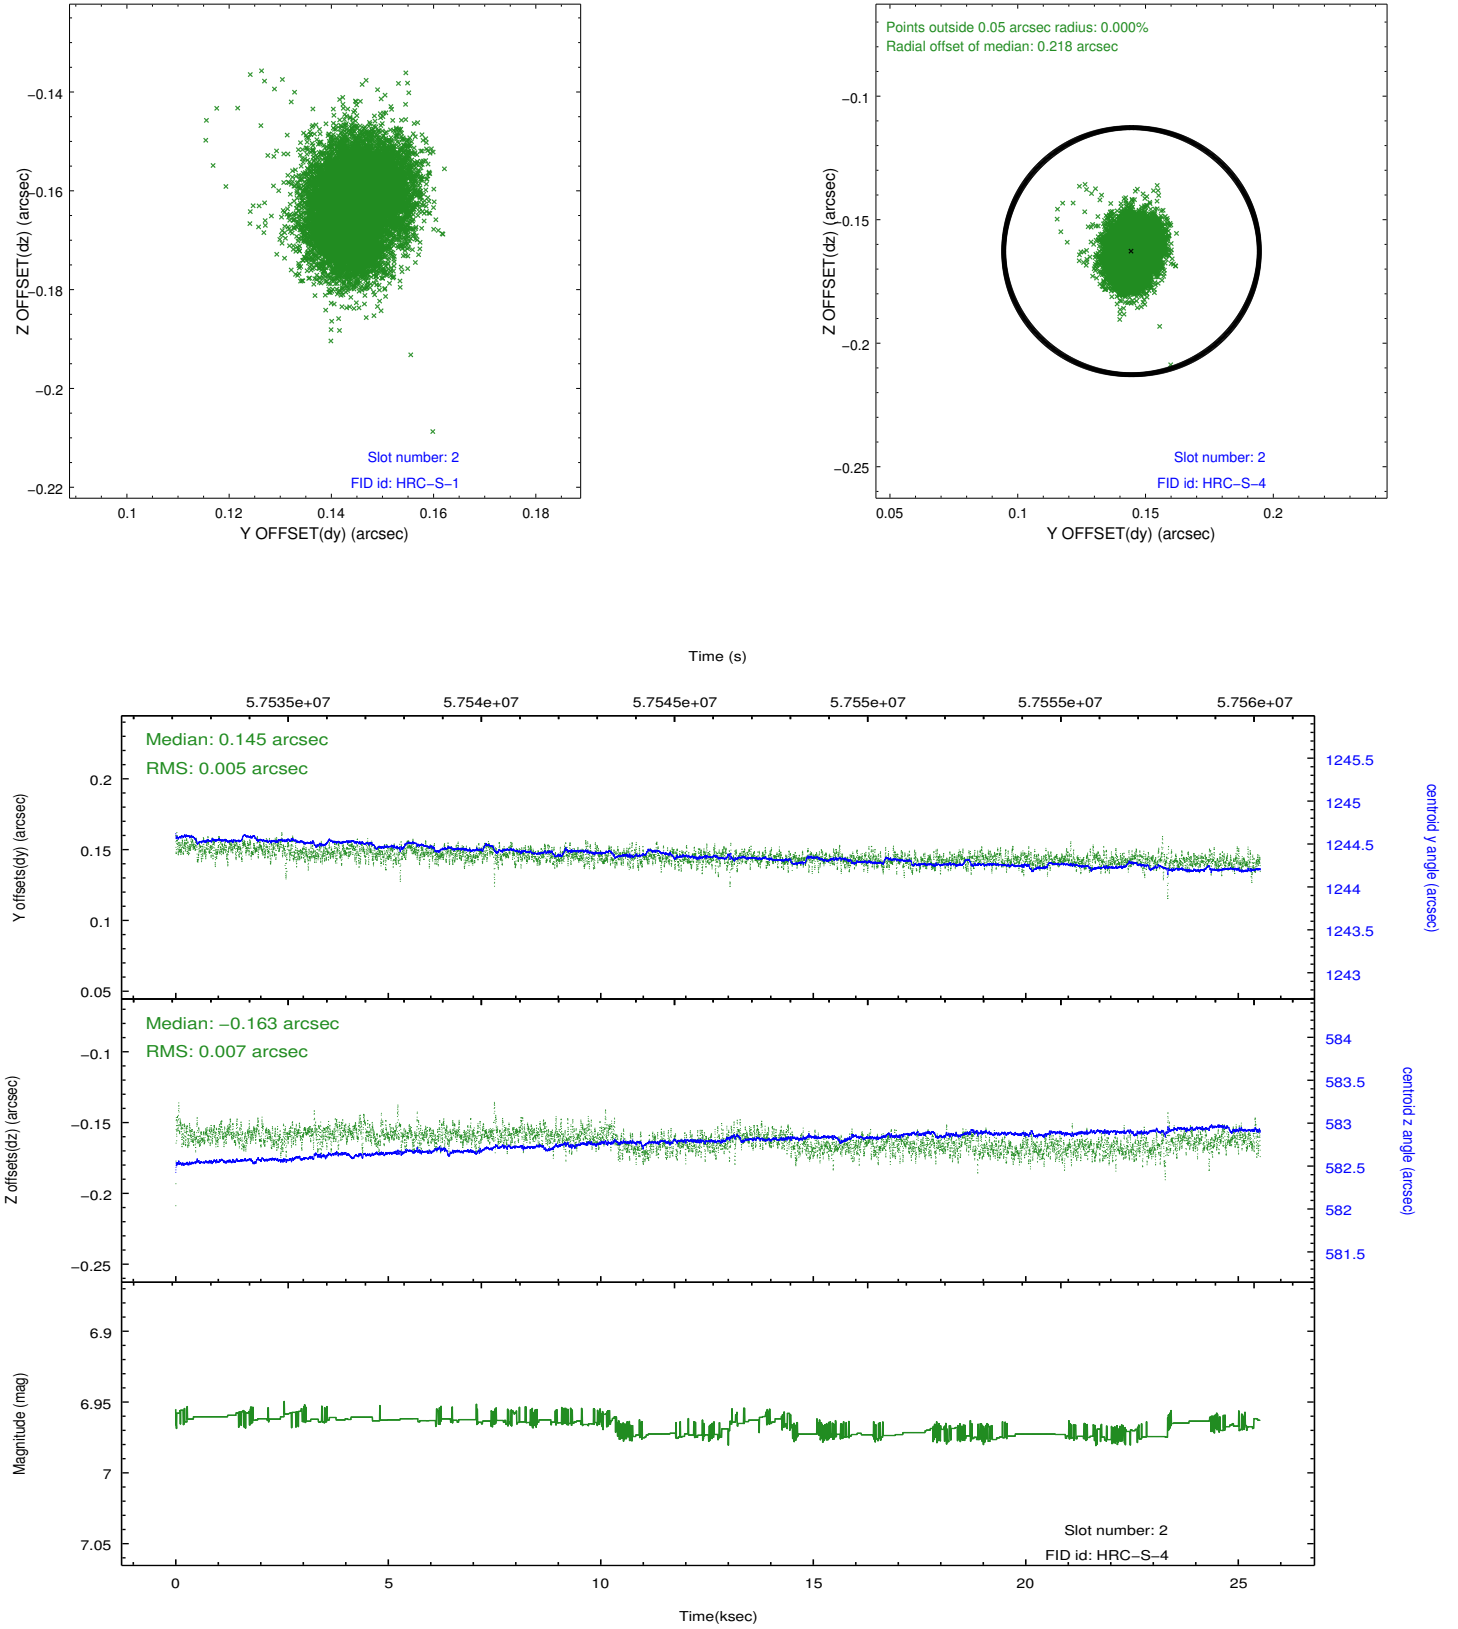 −0.14
−0.16
−0.18
−0.2
−0.22
Z OFFSET(dz) (arcsec)
Slot number: 2
FID id: HRC−S−1
0.1
0.12
0.14
0.16
0.18
Y OFFSET(dy) (arcsec)
Points outside 0.05 arcsec radius: 0.000%
Radial offset of median: 0.218 arcsec
−0.1
−0.15
−0.2
−0.25
Z OFFSET(dz) (arcsec)
Slot number: 2
FID id: HRC−S−4
0.05
0.1
0.15
0.2
Y OFFSET(dy) (arcsec)
Time (s)
5.7535e+07
5.754e+07
5.7545e+07
5.755e+07
5.7555e+07
5.756e+07
Median: 0.145 arcsec
RMS: 0.005 arcsec
0.2
0.15
0.1
0.05
Y offsets(dy) (arcsec)
1245.5
1245
1244.5
1244
1243.5
1243
centroid y angle (arcsec)
Median: −0.163 arcsec
RMS: 0.007 arcsec
−0.1
−0.15
−0.2
−0.25
Z offsets(dz) (arcsec)
584
583.5
583
582.5
582
581.5
centroid z angle (arcsec)
6.9
6.95
7
7.05
Magnitude (mag)
Slot number: 2
FID id: HRC−S−4
0
5
10
15
20
25
Time(ksec)